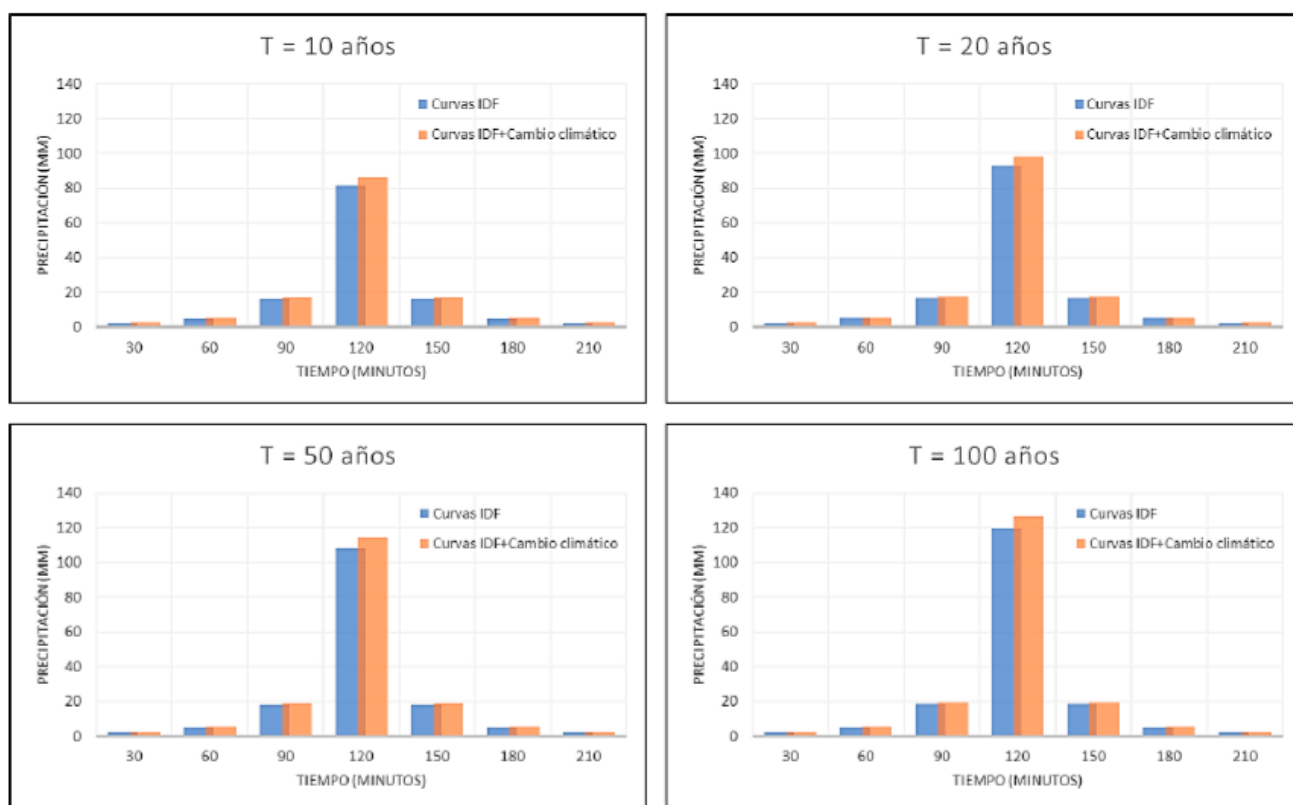 T = 10 años
PRECIPITACIÓN (MM)
140
120
100
80
60
40
20
0
Curvas IDF
Curvas IDF+Cambio climático
30 60 90 120 150 180 210
TIEMPO (MINUTOS)
T = 20 años
PRECIPITACIÓN (MM)
140
120
100
80
60
40
20
0
Curvas IDF
Curvas IDF+Cambio climático
30 60 90 120 150 180 210
TIEMPO (MINUTOS)
T = 50 años
PRECIPITACIÓN (MM)
140
120
100
80
60
40
20
0
Curvas IDF
Curvas IDF+Cambio climático
30 60 90 120 150 180 210
TIEMPO (MINUTOS)
T = 100 años
PRECIPITACIÓN (MM)
140
120
100
80
60
40
20
0
Curvas IDF
Curvas IDF+Cambio climático
30 60 90 120 150 180 210
TIEMPO (MINUTOS)